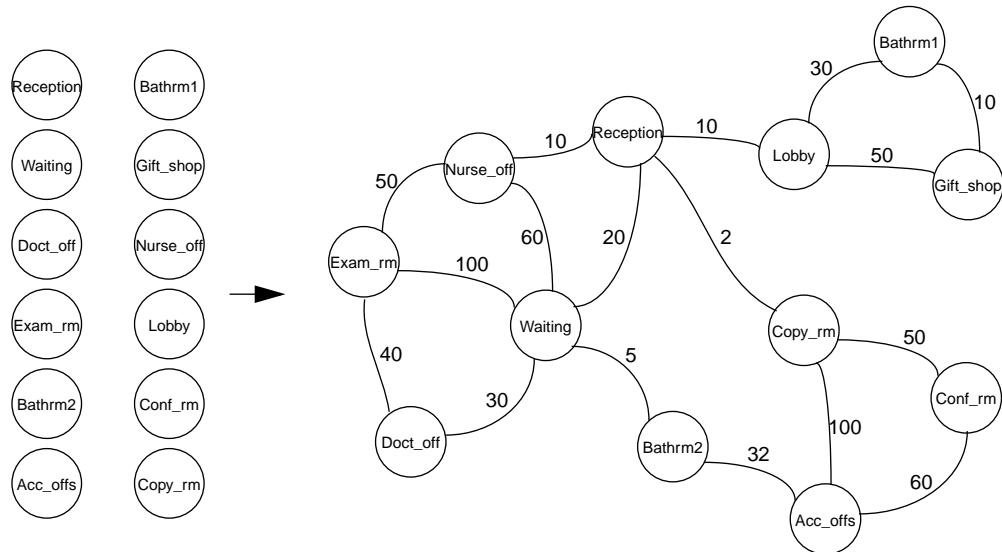 Reception
Bathrm1
Waiting
Gift_shop
Doct_off
Nurse_off
Exam_rm
Lobby
Bathrm2
Conf_rm
Acc_offs
Copy_rm
Bathrm1
30
10
Reception
10
10
Lobby
50
Gift_shop
Nurse_off
50
60
20
2
Exam_rm
100
Waiting
Copy_rm
50
40
5
30
Conf_rm
Doct_off
Bathrm2
100
32
60
Acc_offs